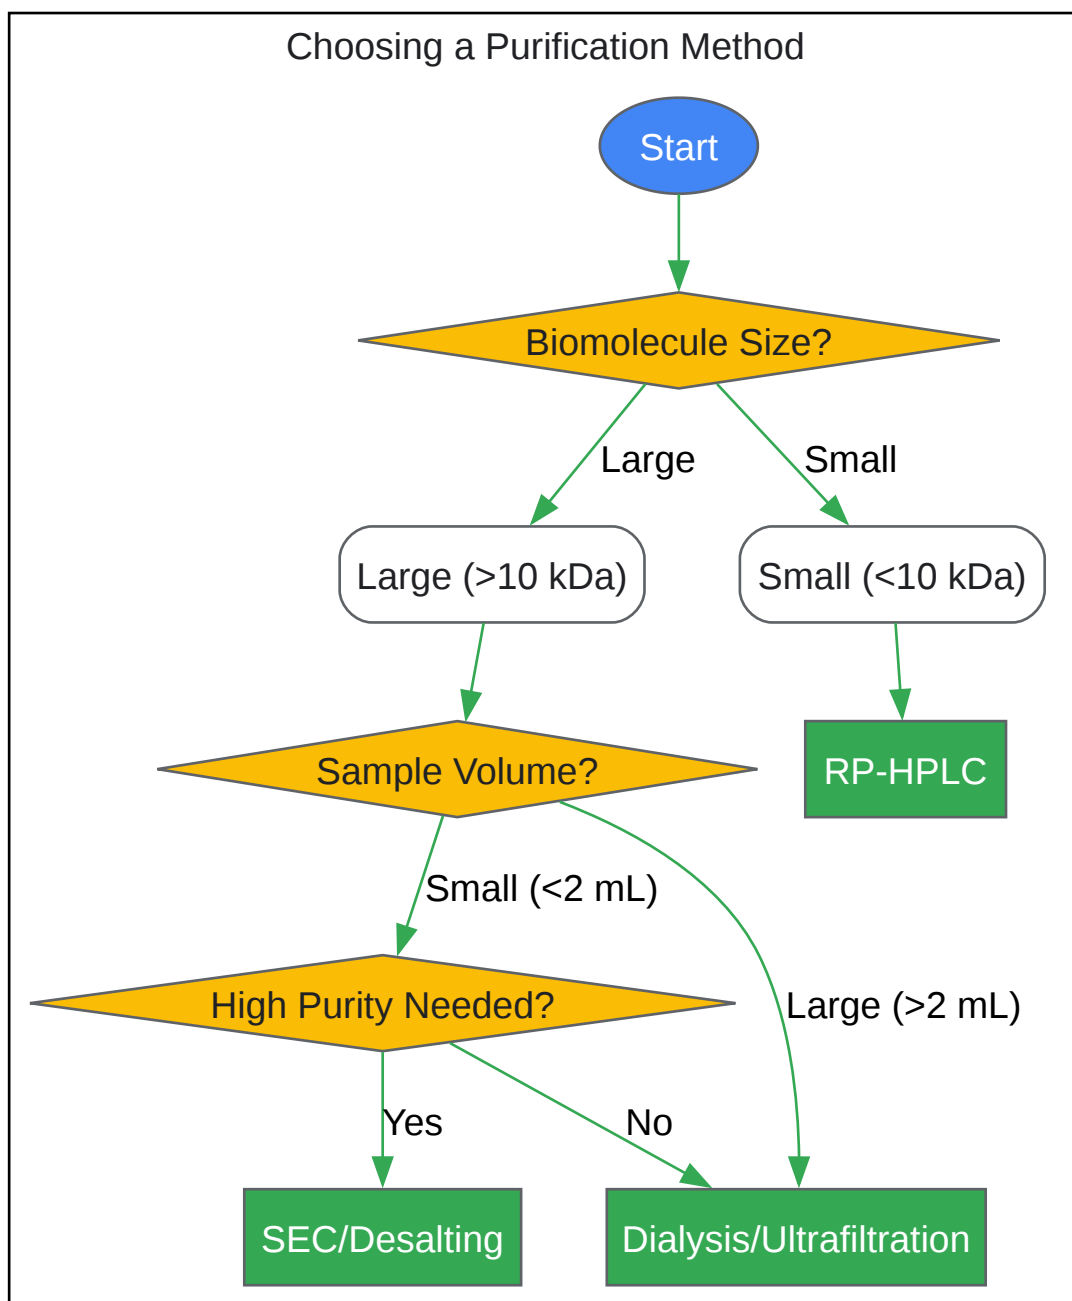 Choosing a Purification Method
Start
Biomolecule Size?
Large
Small
Large (>10 kDa)
Small (<10 kDa)
Sample Volume?
RP-HPLC
Small (<2 mL)
High Purity Needed?
Large (>2 mL)
Yes
No
SEC/Desalting
Dialysis/Ultrafiltration